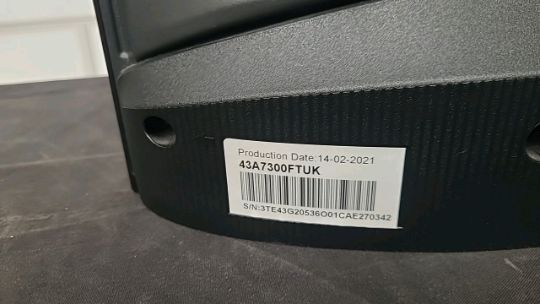 Production Date:14-02-2021
43A7300FTUK
S/N:3TE43G20536O01CAE270342